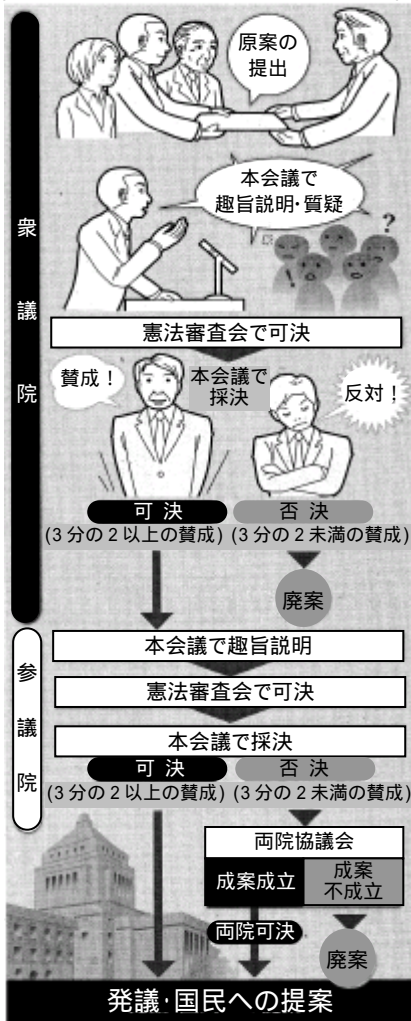 原案の
提出
本会議で
趣旨説明・質疑
?
!
衆議院
憲法審査会で可決
賛成!
本会議で
採決
反対!
可決
否決
(3分の2以上の賛成)
(3分の2未満の賛成)
廃案
参議院
本会議で趣旨説明
憲法審査会で可決
本会議で採決
可決
否決
(3分の2以上の賛成)
(3分の2未満の賛成)
両院協議会
成案成立
成案
不成立
両院可決
廃案
発議・国民への提案